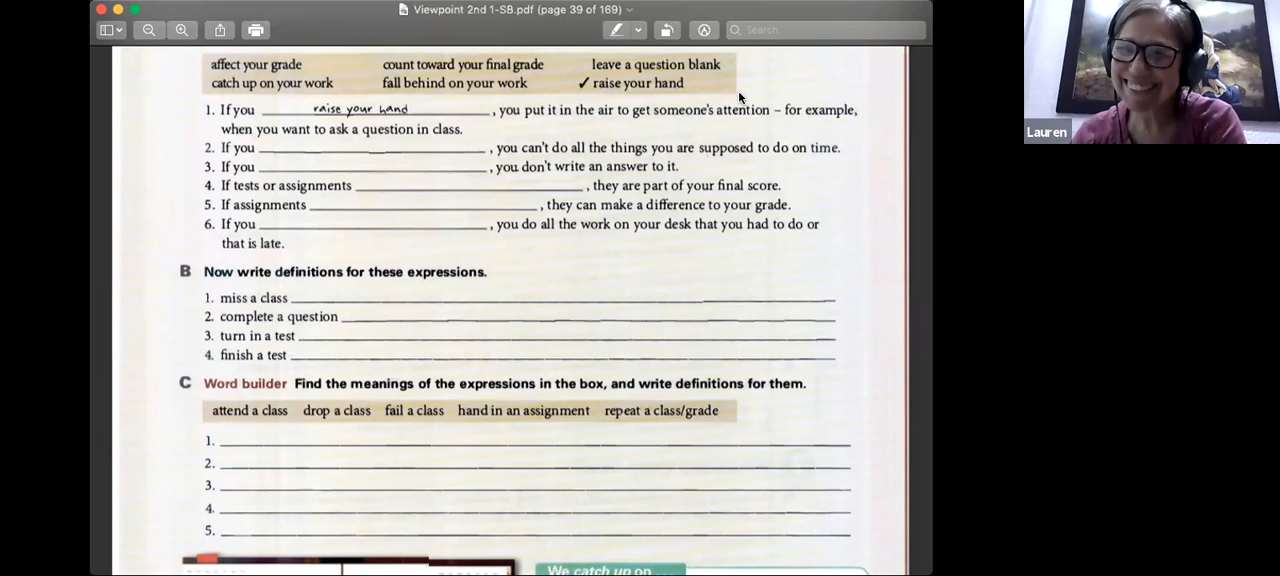 Viewpoint 2nd 1-SB.pdf (page 39 of 169)
Search
affect your grade count toward your final grade leave a question blank
catch up on your work fall behind on your work ✓ raise your hand
1. If you raise your hand, you put it in the air to get someone's attention – for example,
when you want to ask a question in class.
2. If you ____, you can't do all the things you are supposed to do on time.
3. If you ____, you don't write an answer to it.
4. If tests or assignments ____, they are part of your final score.
5. If assignments ____, they can make a difference to your grade.
6. If you ____, you do all the work on your desk that you had to do or
that is late.
B Now write definitions for these expressions.
1. miss a class
2. complete a question
3. turn in a test
4. finish a test
C Word builder Find the meanings of the expressions in the box, and write definitions for them.
attend a class drop a class fail a class hand in an assignment repeat a class/grade
1.
2.
3.
4.
5.
We catch up on
Lauren